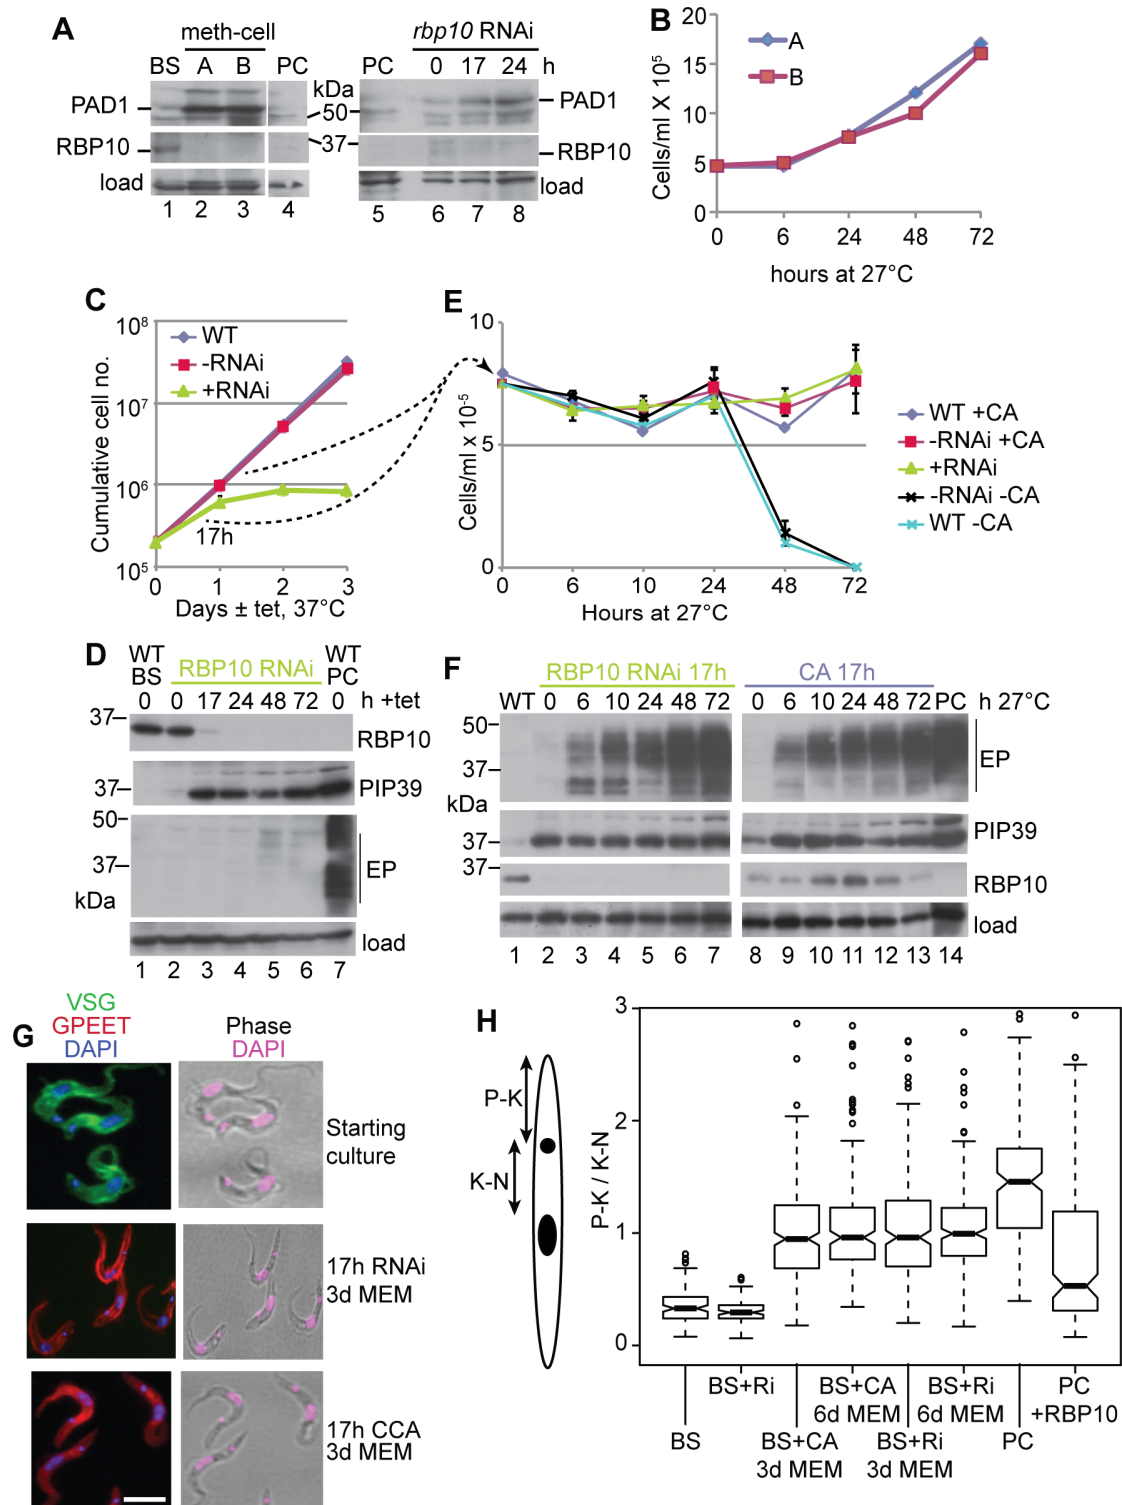 A
meth-cell
rbp10 RNAi
BS A B PC
kDa
PC 0 17 24 h
PAD1
50
PAD1
RBP10
37
RBP10
load
load
1 2 3 4
5 6 7 8
B
20
15
10
5
0
Cells/ml X 10⁵
A
B
0 6 24 48 72
hours at 27°C
C
10⁸
10⁷
10⁶
10⁵
Cumulative cell no.
WT
-RNAi
+RNAi
17h
0 1 2 3
Days ± tet, 37°C
E
10
5
0
Cells/ml x 10⁻⁵
0 6 10 24 48 72
Hours at 27°C
WT +CA
-RNAi +CA
+RNAi
-RNAi -CA
WT -CA
D
WT BS
RBP10 RNAi
WT PC
0 0 17 24 48 72 0 h +tet
37
RBP10
37
PIP39
50
37
EP
kDa
load
1 2 3 4 5 6 7
F
RBP10 RNAi 17h
CA 17h
WT 0 6 10 24 48 72
0 6 10 24 48 72 PC h 27°C
50
37
EP
kDa
37
PIP39
37
RBP10
load
1 2 3 4 5 6 7
8 9 10 11 12 13 14
G
VSG
GPEET
DAPI
Phase
DAPI
Starting
culture
17h RNAi
3d MEM
17h CCA
3d MEM
H
P-K
K-N
P-K / K-N
3
2
1
0
BS
BS+Ri
BS+CA
3d MEM
BS+CA
6d MEM
BS+Ri
3d MEM
BS+Ri
6d MEM
PC
PC
+RBP10